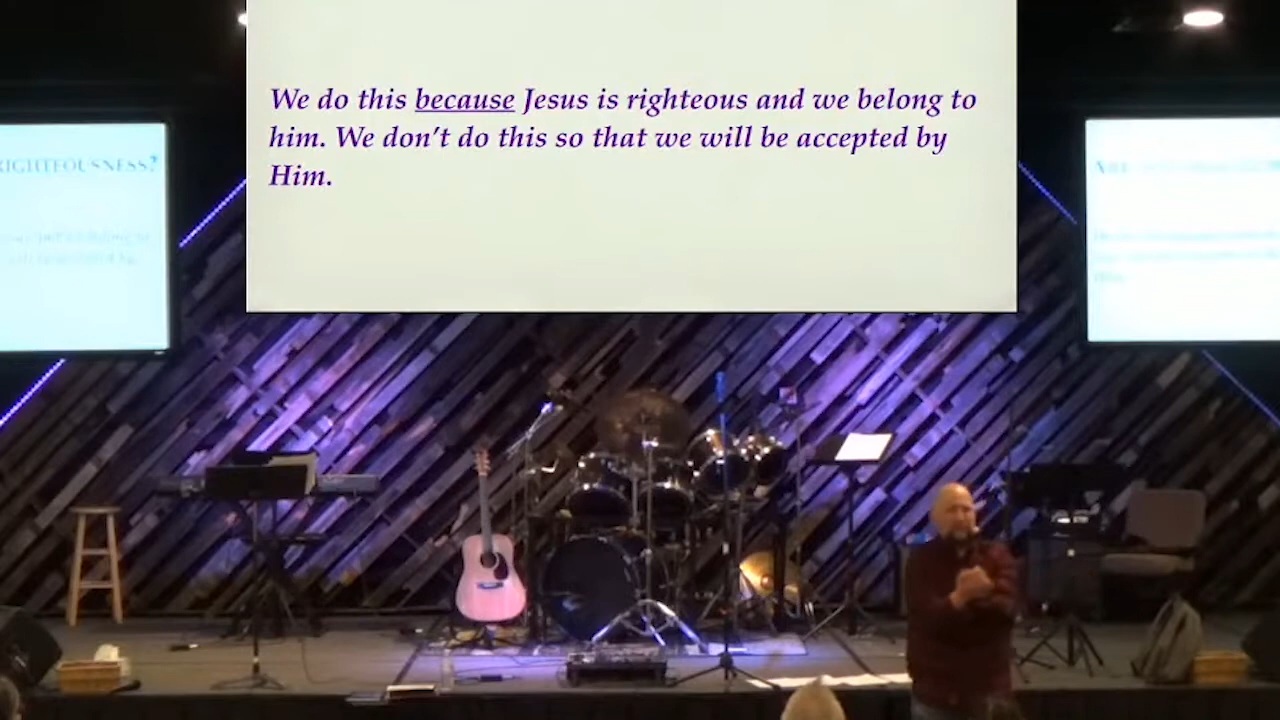 We do this because Jesus is righteous and we belong to
him. We don't do this so that we will be accepted by
Him.
RIGHTEOUSNESS?